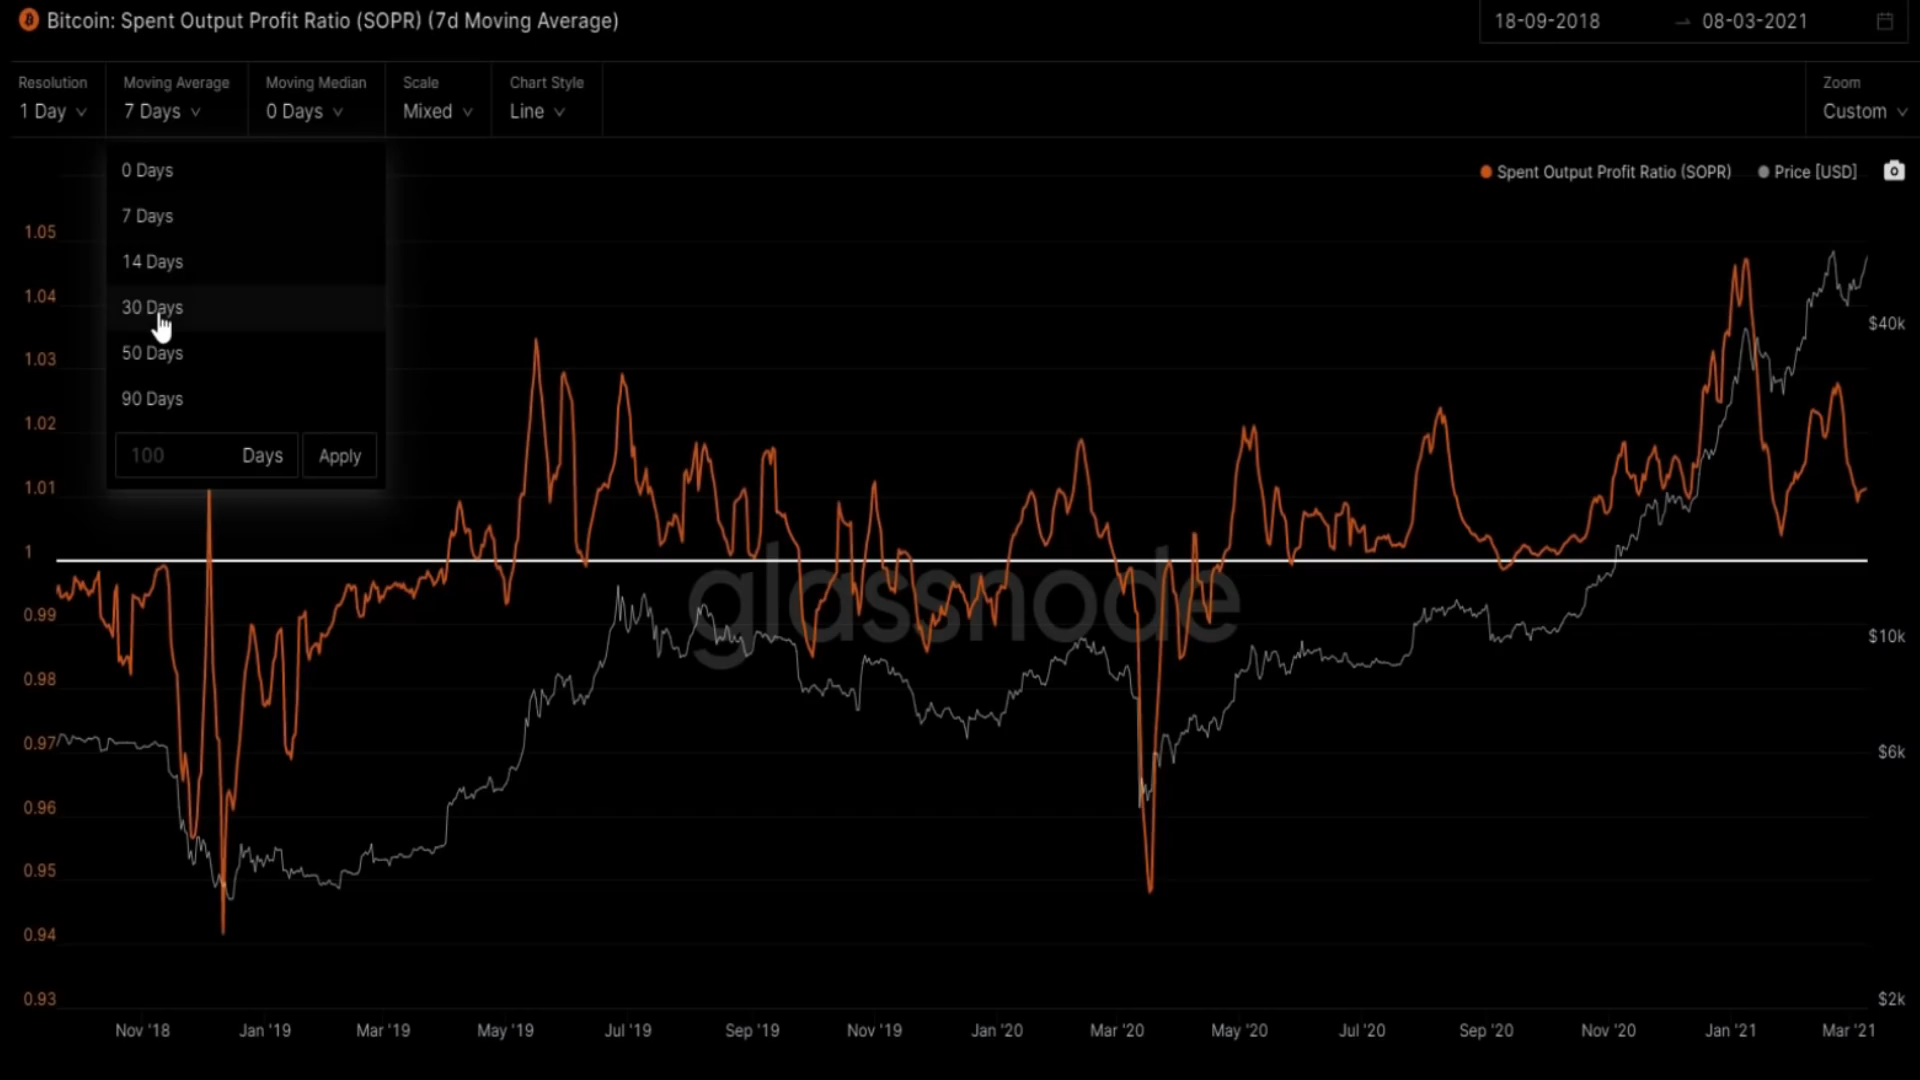 Bitcoin: Spent Output Profit Ratio (SOPR) (7d Moving Average)
18-09-2018 → 08-03-2021
Resolution Moving Average Moving Median Scale Chart Style Zoom
1 Day 7 Days 0 Days Mixed Line Custom
0 Days
7 Days
14 Days
30 Days
50 Days
90 Days
100 Days Apply
Spent Output Profit Ratio (SOPR) Price [USD]
1.05
1.04
1.03
1.02
1.01
1
0.99
0.98
0.97
0.96
0.95
0.94
0.93
$40k
$10k
$6k
$2k
glassnode
Nov '18 Jan '19 Mar '19 May '19 Jul '19 Sep '19 Nov '19 Jan '20 Mar '20 May '20 Jul '20 Sep '20 Nov '20 Jan '21 Mar '21